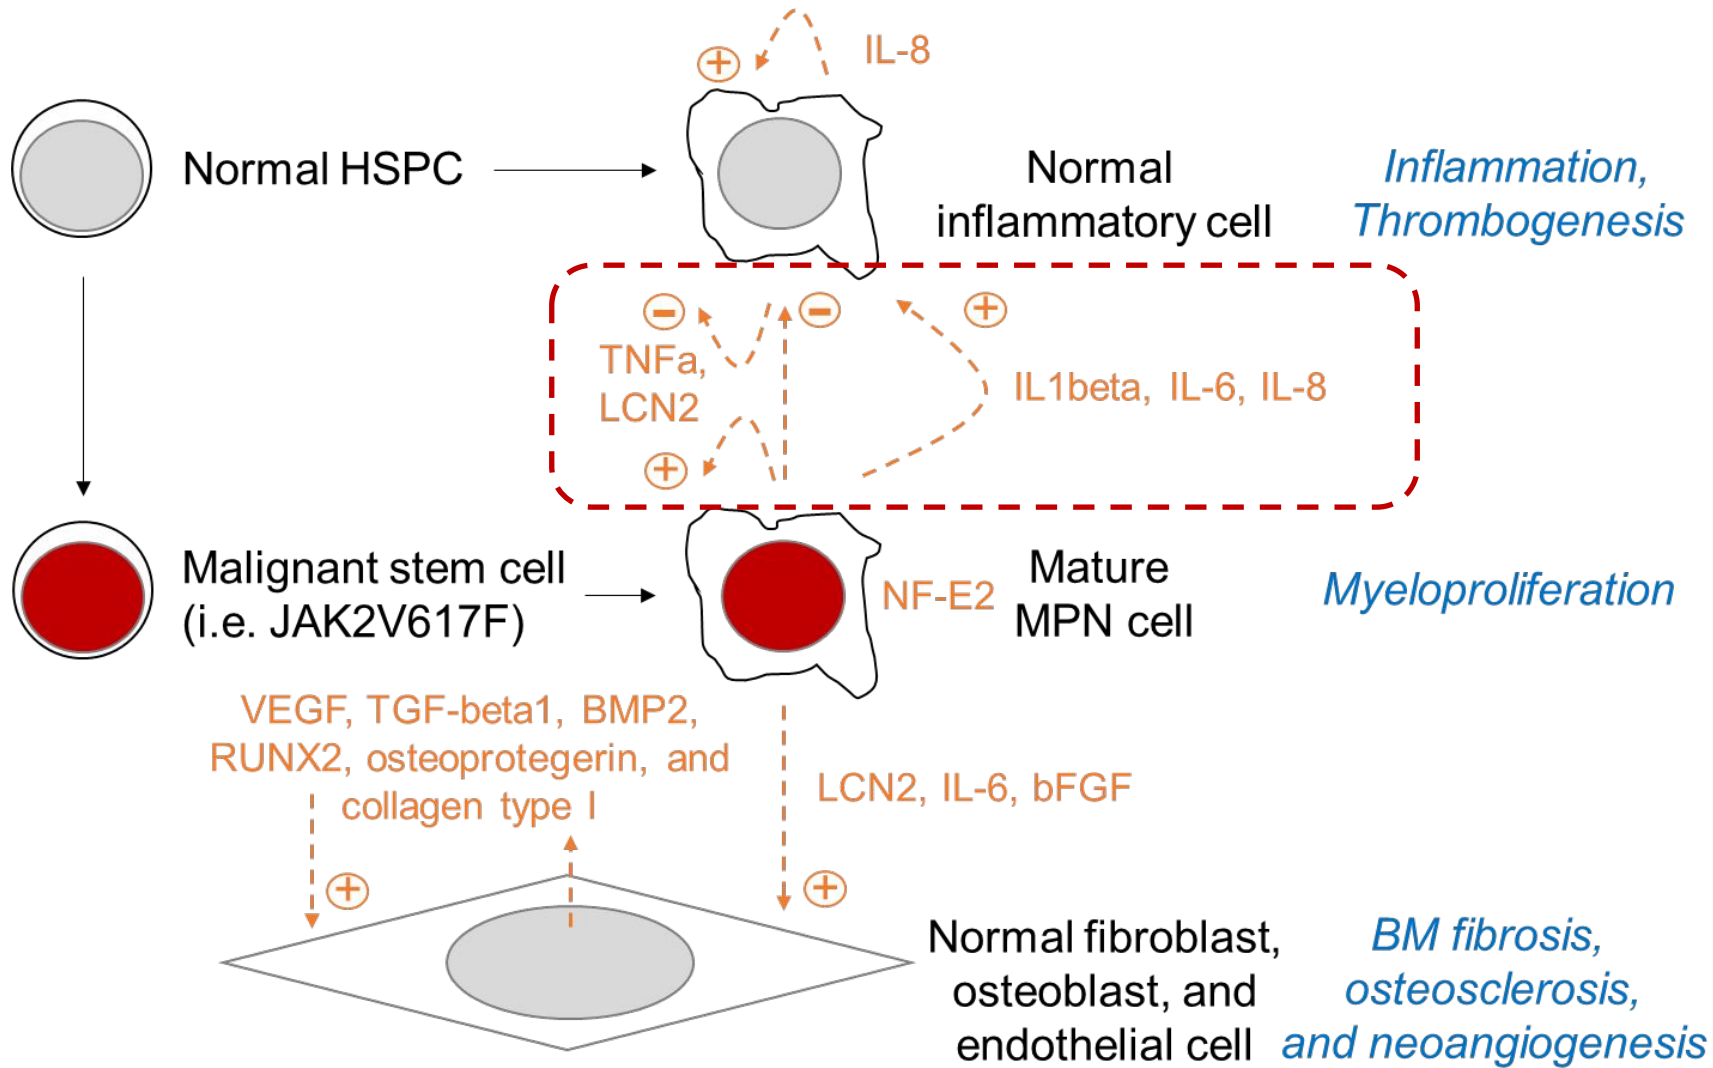 IL-8
+
Normal HSPC
Normal
inflammatory cell
Inflammation,
Thrombogenesis
−
−
+
TNFa,
LCN2
IL1beta, IL-6, IL-8
+
Malignant stem cell
(i.e. JAK2V617F)
NF-E2
Mature
MPN cell
Myeloproliferation
VEGF, TGF-beta1, BMP2,
RUNX2, osteoprotegerin, and
collagen type I
LCN2, IL-6, bFGF
+
+
Normal fibroblast,
osteoblast, and
endothelial cell
BM fibrosis,
osteosclerosis,
and neoangiogenesis